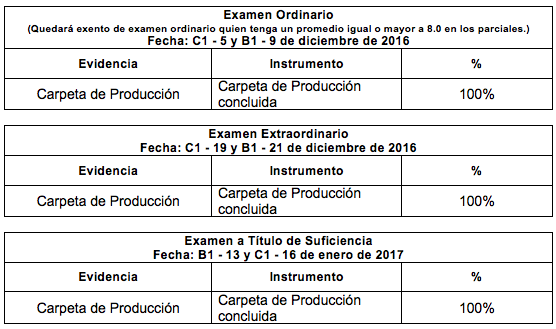 Examen Ordinario
(Quedará exento de examen ordinario quien tenga un promedio igual o mayor a 8.0 en los parciales.)
Fecha: C1 - 5 y B1 - 9 de diciembre de 2016
Evidencia Instrumento %
Carpeta de Producción Carpeta de Producción 100%
concluida
Examen Extraordinario
Fecha: C1 - 19 y B1 - 21 de diciembre de 2016
Evidencia Instrumento %
Carpeta de Producción Carpeta de Producción 100%
concluida
Examen a Título de Suficiencia
Fecha: B1 - 13 y C1 - 16 de enero de 2017
Evidencia Instrumento %
Carpeta de Producción Carpeta de Producción 100%
concluida